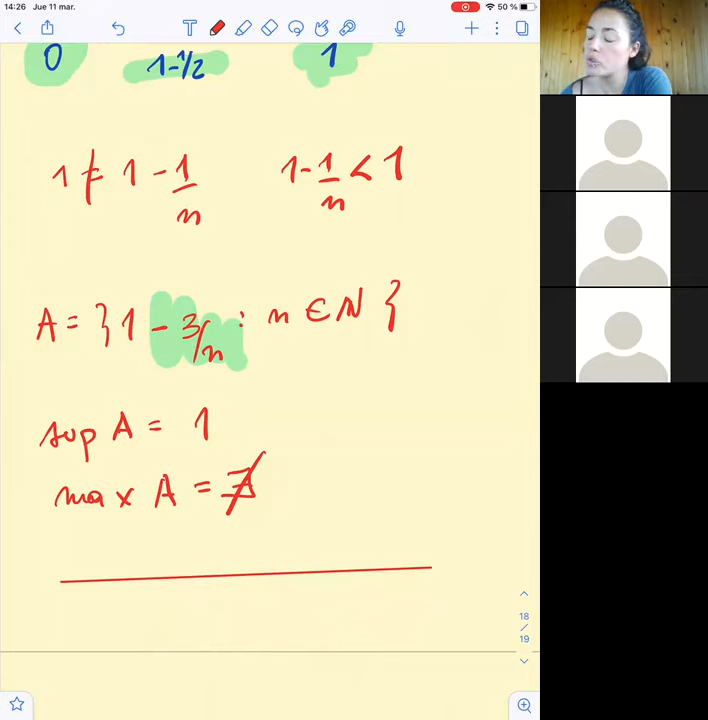 14:26 Jue 11 mar.
50 %
T
0 1-1/2 1
1 ≠ 1 - 1/n 1 - 1/n < 1
A = } 1 - 3/n : n ∈ N {
sup A = 1
max A = ∄
18
/
19